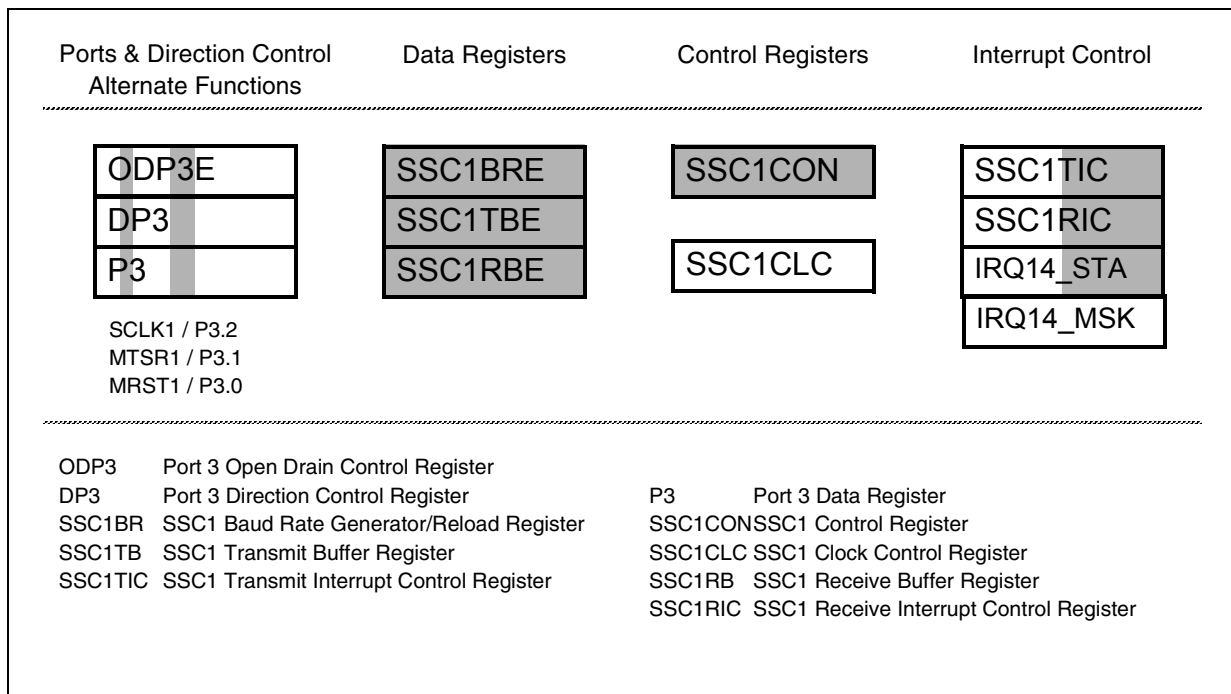 Ports & Direction Control
Alternate Functions
Data Registers
Control Registers
Interrupt Control
ODP3E
DP3
P3
SCLK1 / P3.2
MTSR1 / P3.1
MRST1 / P3.0
SSC1BRE
SSC1TBE
SSC1RBE
SSC1CON
SSC1CLC
SSC1TIC
SSC1RIC
IRQ14_STA
IRQ14_MSK
ODP3 Port 3 Open Drain Control Register
DP3 Port 3 Direction Control Register
SSC1BR SSC1 Baud Rate Generator/Reload Register
SSC1TB SSC1 Transmit Buffer Register
SSC1TIC SSC1 Transmit Interrupt Control Register
P3 Port 3 Data Register
SSC1CONSSC1 Control Register
SSC1CLC SSC1 Clock Control Register
SSC1RB SSC1 Receive Buffer Register
SSC1RIC SSC1 Receive Interrupt Control Register